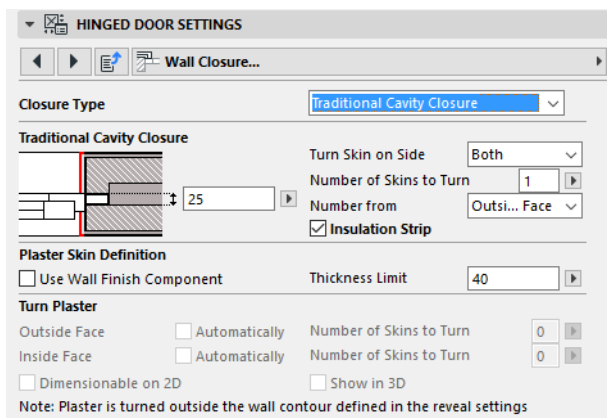 HINGED DOOR SETTINGS
Wall Closure...
Closure Type
Traditional Cavity Closure
Traditional Cavity Closure
Turn Skin on Side Both
Number of Skins to Turn 1
25
Number from Outsi... Face
Insulation Strip
Plaster Skin Definition
Use Wall Finish Component Thickness Limit 40
Turn Plaster
Outside Face Automatically Number of Skins to Turn 0
Inside Face Automatically Number of Skins to Turn 0
Dimensionable on 2D Show in 3D
Note: Plaster is turned outside the wall contour defined in the reveal settings